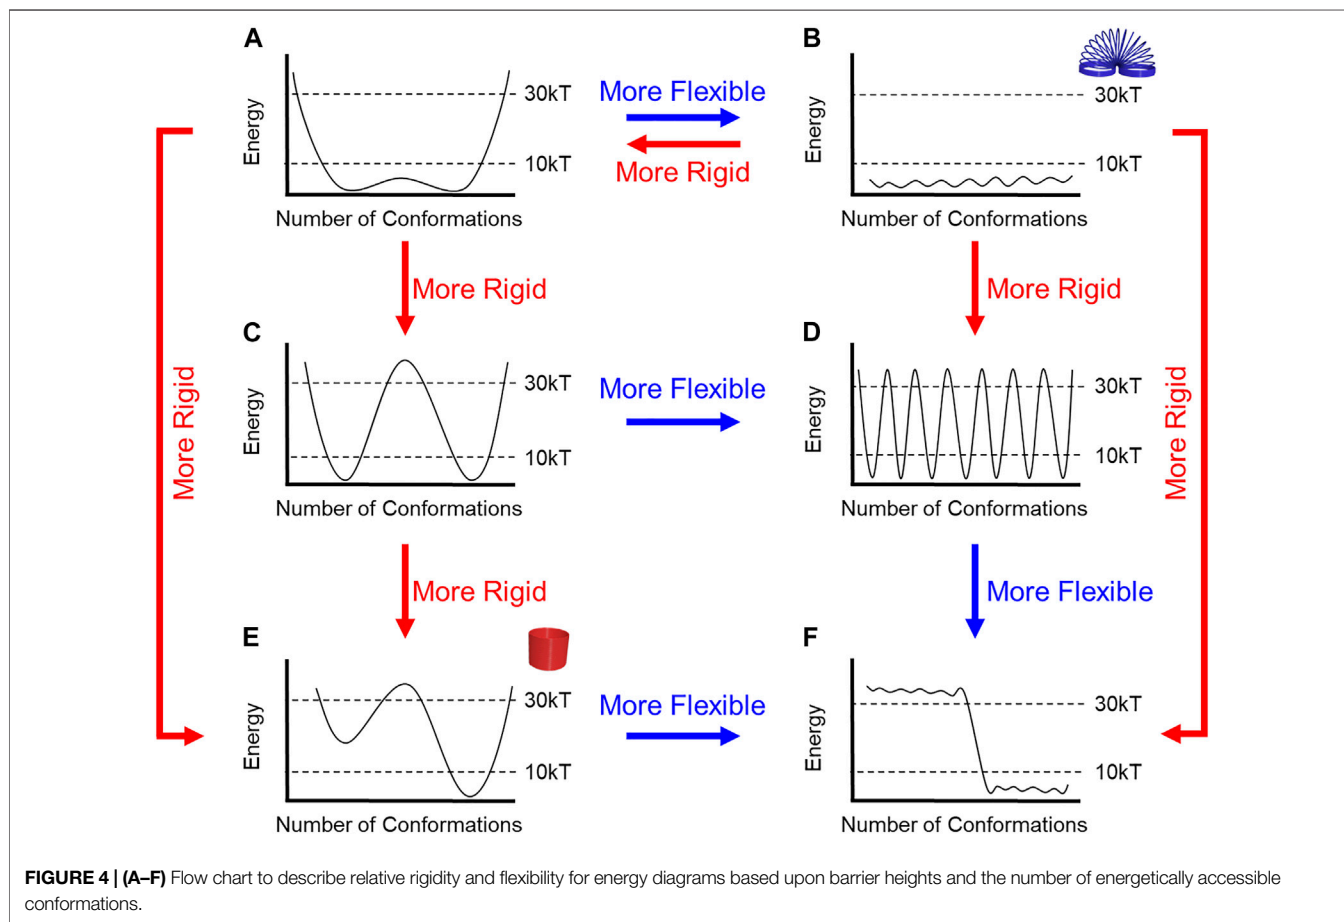 A
Energy
30kT
10kT
Number of Conformations
More Flexible
More Rigid
B
Energy
30kT
10kT
Number of Conformations
More Rigid
More Rigid
More Rigid
More Rigid
C
Energy
30kT
10kT
Number of Conformations
More Flexible
D
Energy
30kT
10kT
Number of Conformations
More Rigid
More Flexible
E
Energy
30kT
10kT
Number of Conformations
More Flexible
F
Energy
30kT
10kT
Number of Conformations
FIGURE 4 | (A–F) Flow chart to describe relative rigidity and flexibility for energy diagrams based upon barrier heights and the number of energetically accessible
conformations.